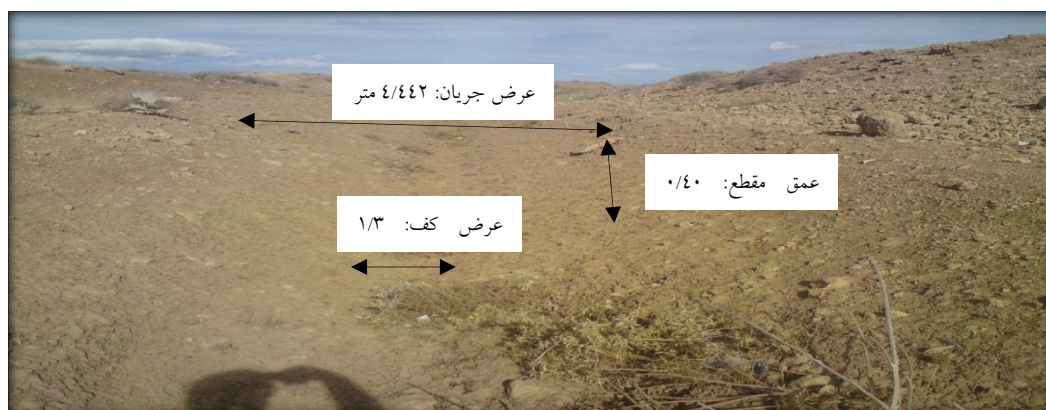 عرض جریان: ٤/٤٤٢ متر
عمق مقطع: ٠/٤٠
عرض کف: ١/٣